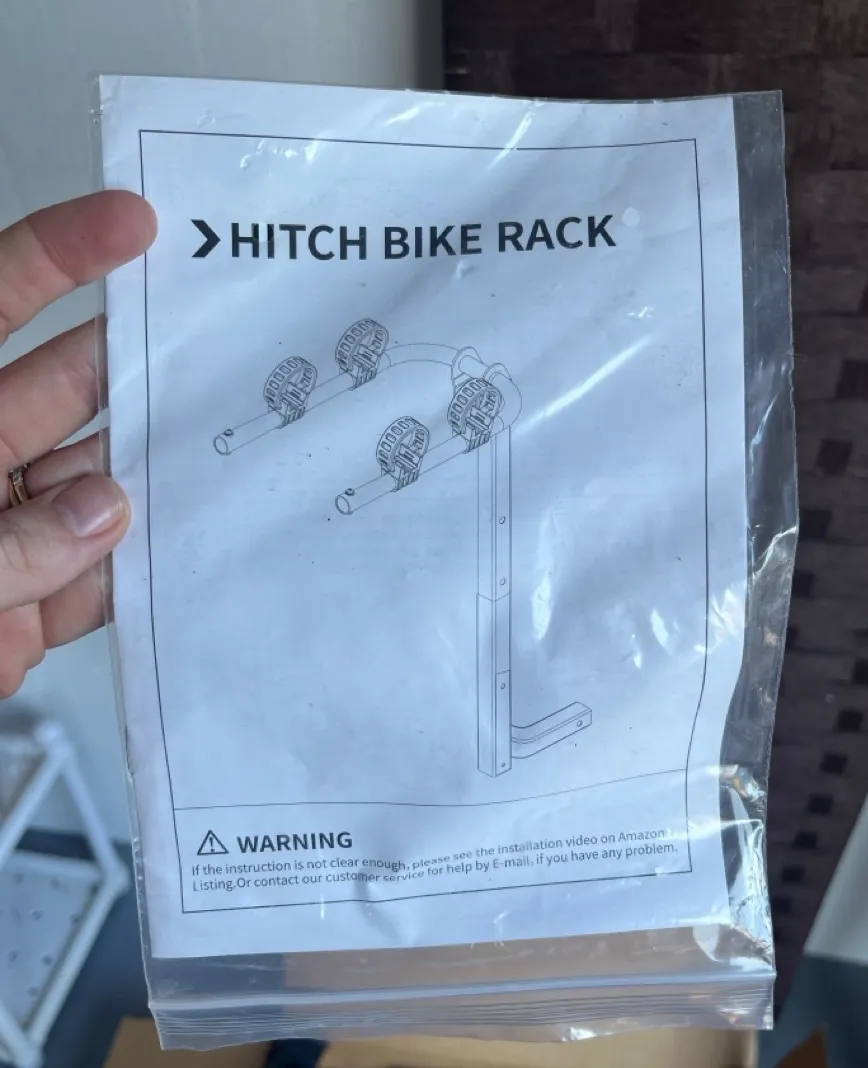 HITCH BIKE RACK
WARNING
If the instruction is not clear enough, please see the installation video on Amazon
Listing.Or contact our customer service for help by E-mail, if you have any problem.